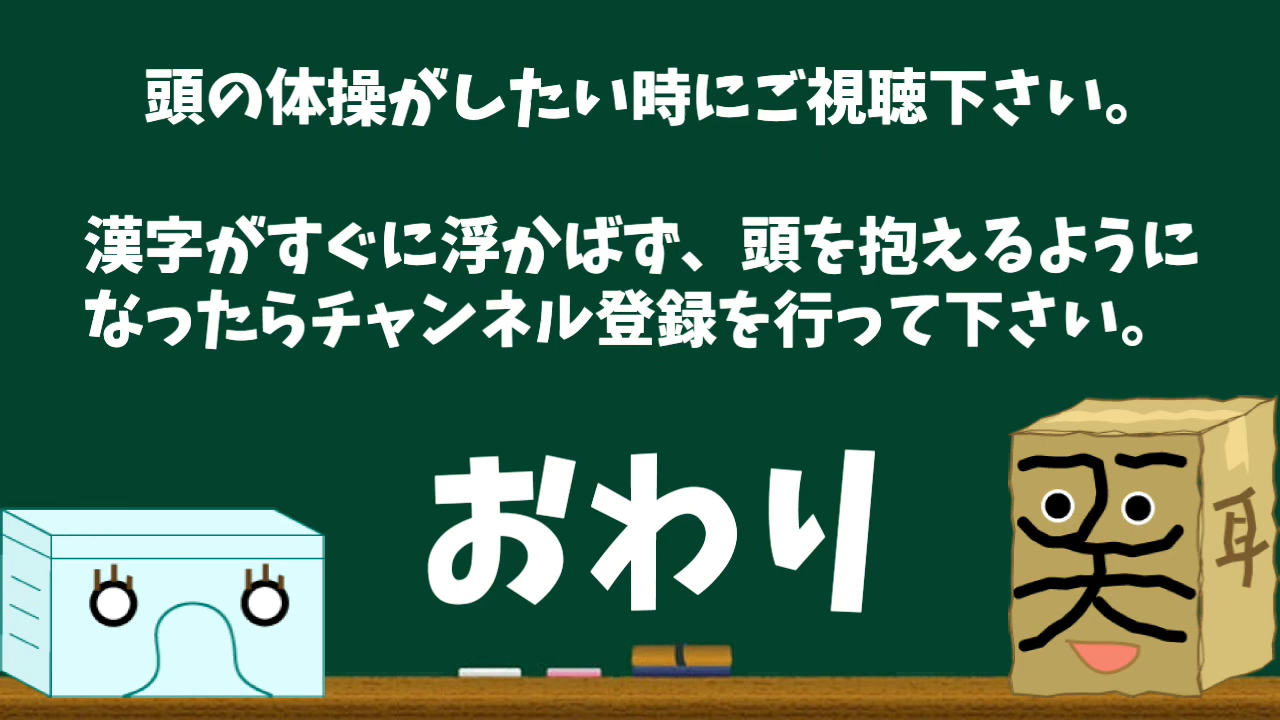 頭の体操がしたい時にご視聴下さい。
漢字がすぐに浮かばず、頭を抱えるように
なったらチャンネル登録を行って下さい。
おわり
耳